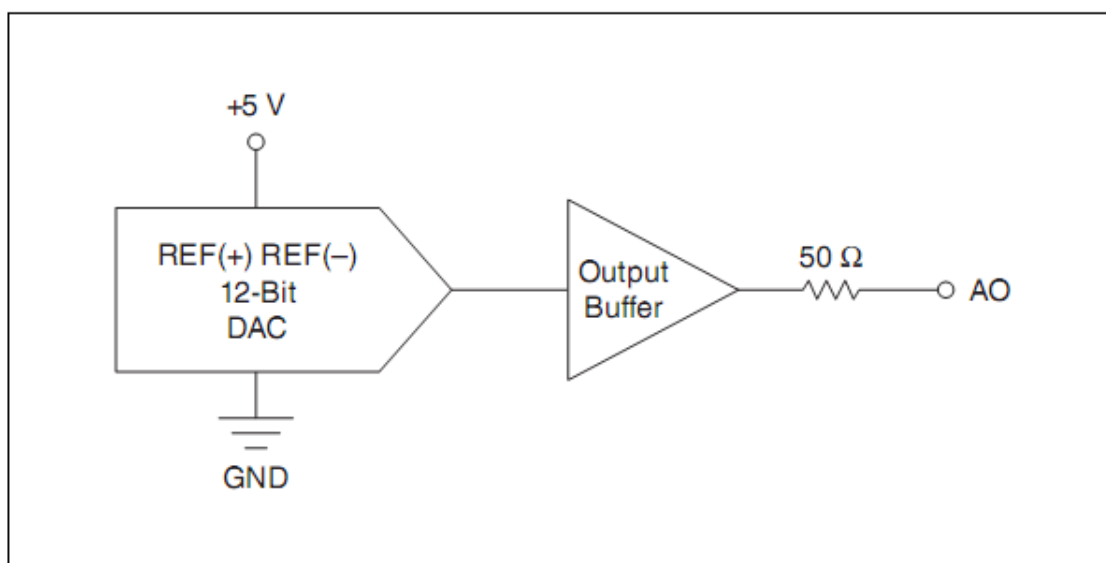 +5 V
REF(+) REF(–)
12-Bit
DAC
GND
Output
Buffer
50 Ω
AO